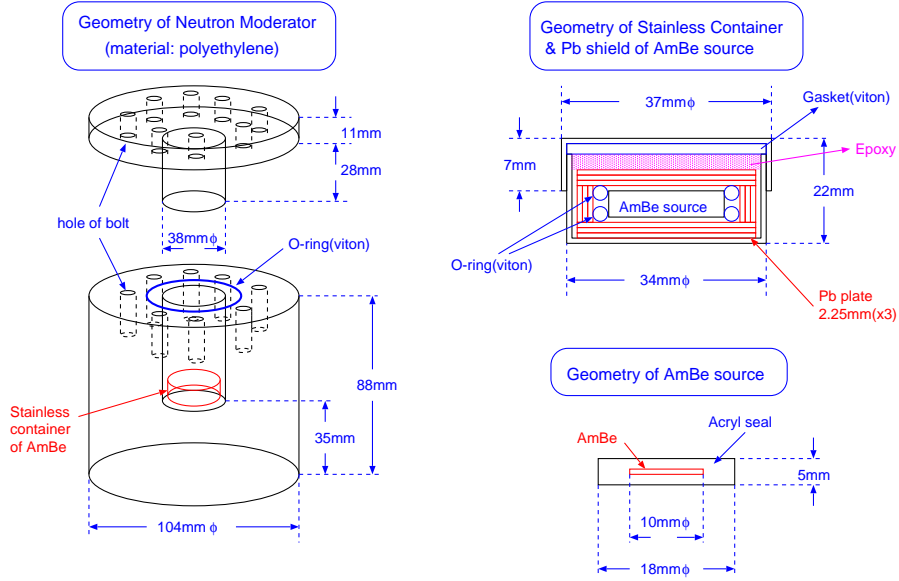 Geometry of Neutron Moderator
(material: polyethylene)
11mm
28mm
hole of bolt
38mmϕ
O-ring(viton)
88mm
Stainless
container
of AmBe
35mm
104mm ϕ
Geometry of Stainless Container
& Pb shield of AmBe source
37mmϕ
Gasket(viton)
7mm
Epoxy
22mm
AmBe source
O-ring(viton)
34mmϕ
Pb plate
2.25mm(x3)
Geometry of AmBe source
Acryl seal
AmBe
5mm
10mmϕ
18mmϕ